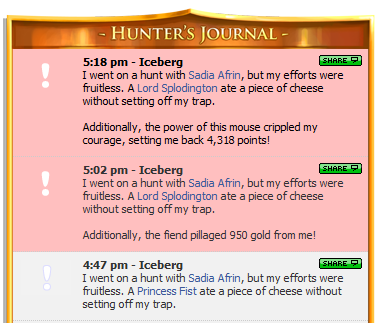 ~ HUNTER'S JOURNAL ~
5:18 pm - Iceberg
SHARE
I went on a hunt with Sadia Afrin, but my efforts were
fruitless. A Lord Splodington ate a piece of cheese
without setting off my trap.
Additionally, the power of this mouse crippled my
courage, setting me back 4,318 points!
5:02 pm - Iceberg
SHARE
I went on a hunt with Sadia Afrin, but my efforts were
fruitless. A Lord Splodington ate a piece of cheese
without setting off my trap.
Additionally, the fiend pillaged 950 gold from me!
4:47 pm - Iceberg
SHARE
I went on a hunt with Sadia Afrin, but my efforts were
fruitless. A Princess Fist ate a piece of cheese without
setting off my trap.